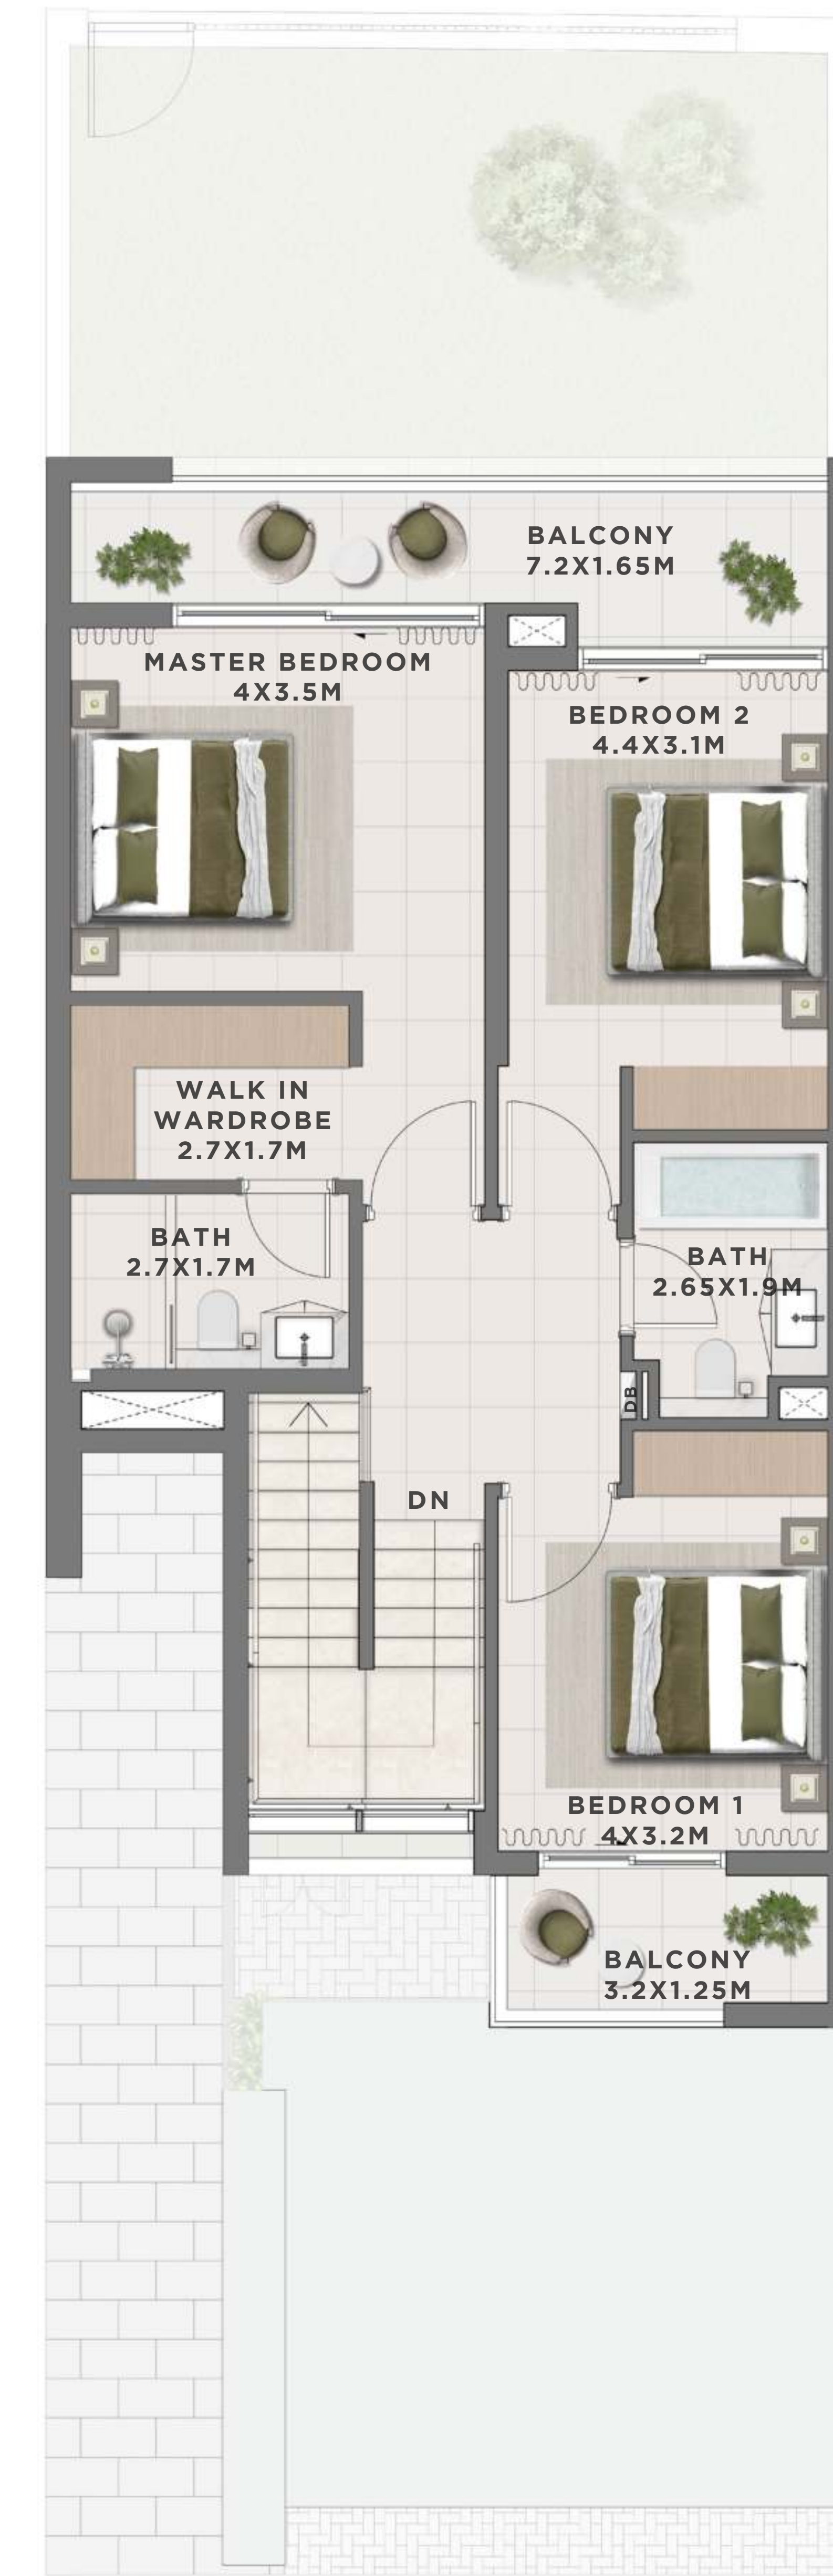 BALCONY
7.2X1.65M
MASTER BEDROOM
4X3.5M
BEDROOM 2
4.4X3.1M
WALK IN
WARDROBE
2.7X1.7M
BATH
2.7X1.7M
BATH
2.65X1.9M
DB
DN
BEDROOM 1
4X3.2M
BALCONY
3.2X1.25M